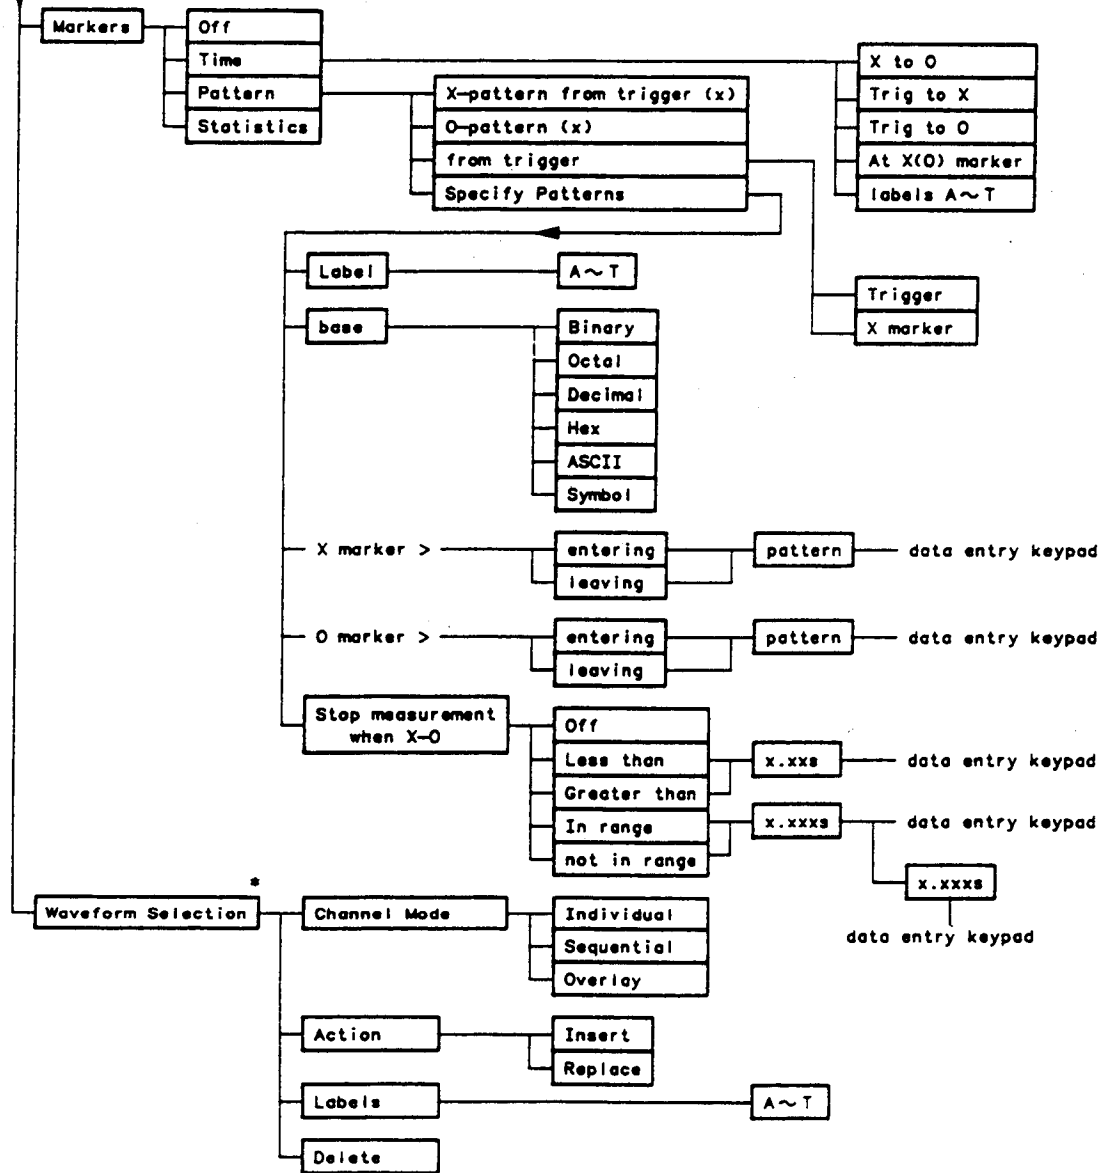 Markers
Off
Time
Pattern
Statistics
X-pattern from trigger (x)
O-pattern (x)
from trigger
Specify Patterns
X to O
Trig to X
Trig to O
At X(O) marker
labels A~T
Trigger
X marker
Label
A~T
base
Binary
Octal
Decimal
Hex
ASCII
Symbol
X marker >
entering
leaving
pattern
data entry keypad
O marker >
entering
leaving
pattern
data entry keypad
Stop measurement
when X-O
Off
Less than
Greater than
In range
not in range
x.xxs
data entry keypad
x.xxxs
data entry keypad
x.xxxs
data entry keypad
*
Waveform Selection
Channel Mode
Individual
Sequential
Overlay
Action
Insert
Replace
Labels
A~T
Delete